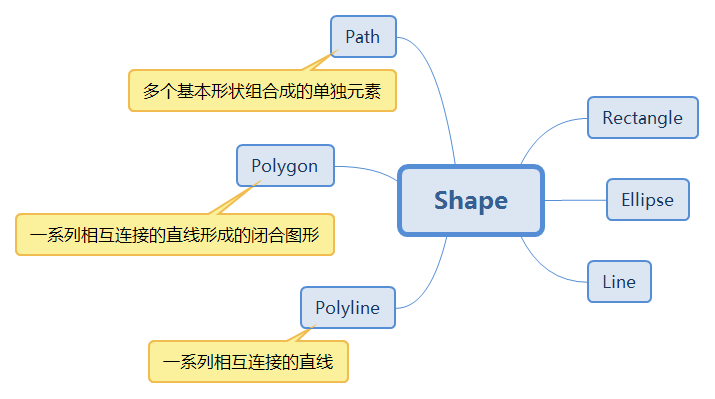 Path
多个基本形状组合成的单独元素
Rectangle
Polygon
Shape
Ellipse
一系列相互连接的直线形成的闭合图形
Line
Polyline
一系列相互连接的直线